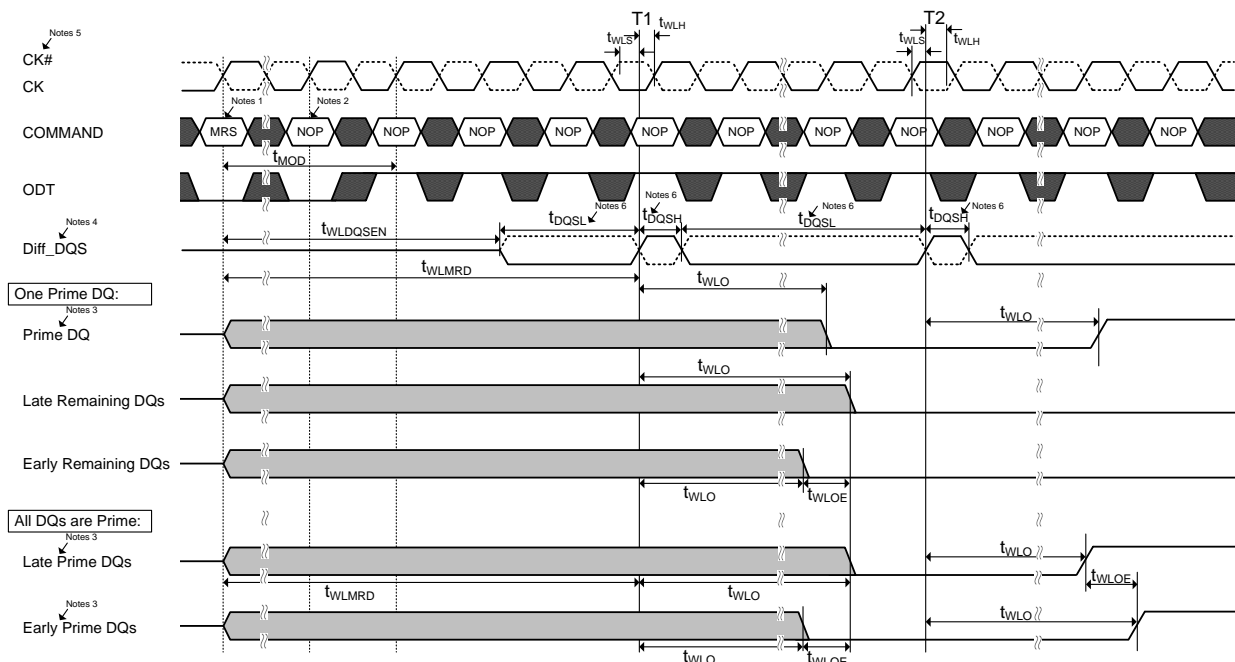 T1 T2
Notes 5
tWLS tWLH tWLS tWLH
CK#
CK
Notes 1 Notes 2
COMMAND MRS NOP NOP NOP NOP NOP NOP NOP NOP NOP NOP NOP
tMOD
ODT
Notes 4 Notes 6 Notes 6 Notes 6 Notes 6
tDQSL tDQSH tDQSL tDQSH
tWLDQSEN
Diff_DQS
tWLMRD
tWLO
One Prime DQ:
Notes 3
Prime DQ
tWLO
tWLO
Late Remaining DQs
Early Remaining DQs
tWLO tWLOE
All DQs are Prime:
Notes 3
Late Prime DQs
tWLO
tWLOE
tWLMRD tWLO
Notes 3
Early Prime DQs
tWLO
tWLO tWLOE